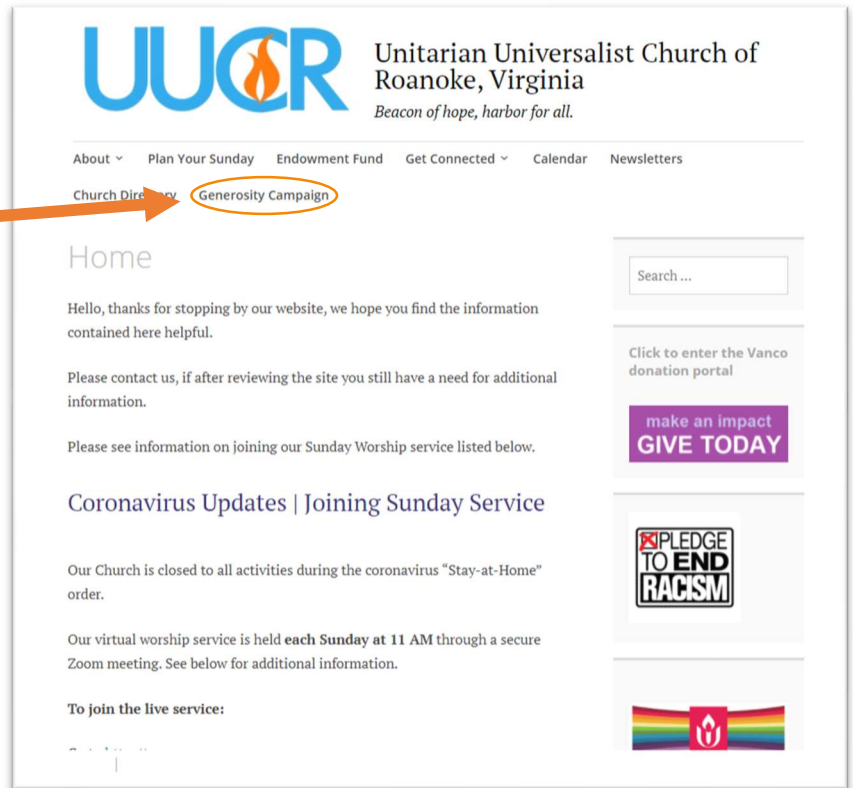 UUCR
Unitarian Universalist Church of
Roanoke, Virginia
Beacon of hope, harbor for all.
About Plan Your Sunday Endowment Fund Get Connected Calendar Newsletters
Church Directory Generosity Campaign
Home
Hello, thanks for stopping by our website, we hope you find the information
contained here helpful.
Please contact us, if after reviewing the site you still have a need for additional
information.
Please see information on joining our Sunday Worship service listed below.
Coronavirus Updates | Joining Sunday Service
Our Church is closed to all activities during the coronavirus “Stay-at-Home”
order.
Our virtual worship service is held each Sunday at 11 AM through a secure
Zoom meeting. See below for additional information.
To join the live service:
Search ...
Click to enter the Vanco
donation portal
make an impact
GIVE TODAY
PLEDGE
TO END
RACISM